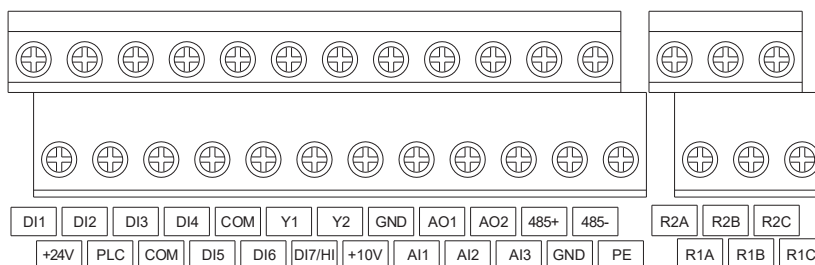 DI1 DI2 DI3 DI4 COM Y1 Y2 GND AO1 AO2 485+ 485- R2A R2B R2C
+24V PLC COM DI5 DI6 DI7/HI +10V AI1 AI2 AI3 GND PE R1A R1B R1C